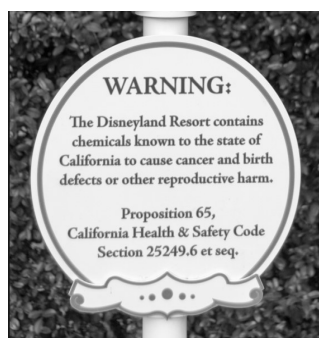 WARNING:
The Disneyland Resort contains
chemicals known to the state of
California to cause cancer and birth
defects or other reproductive harm.
Proposition 65,
California Health & Safety Code
Section 25249.6 et seq.